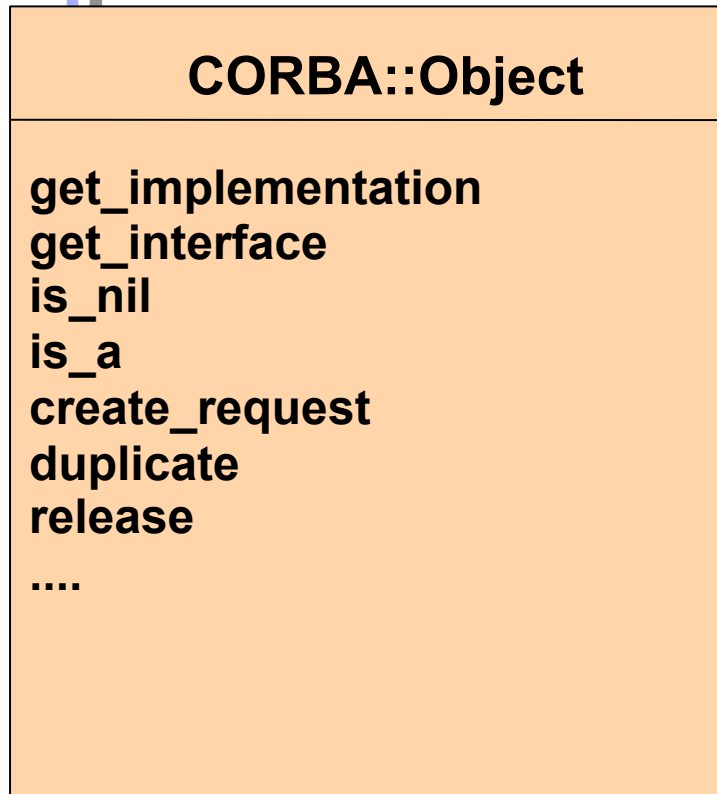 CORBA::Object
get_implementation
get_interface
is_nil
is_a
create_request
duplicate
release
....